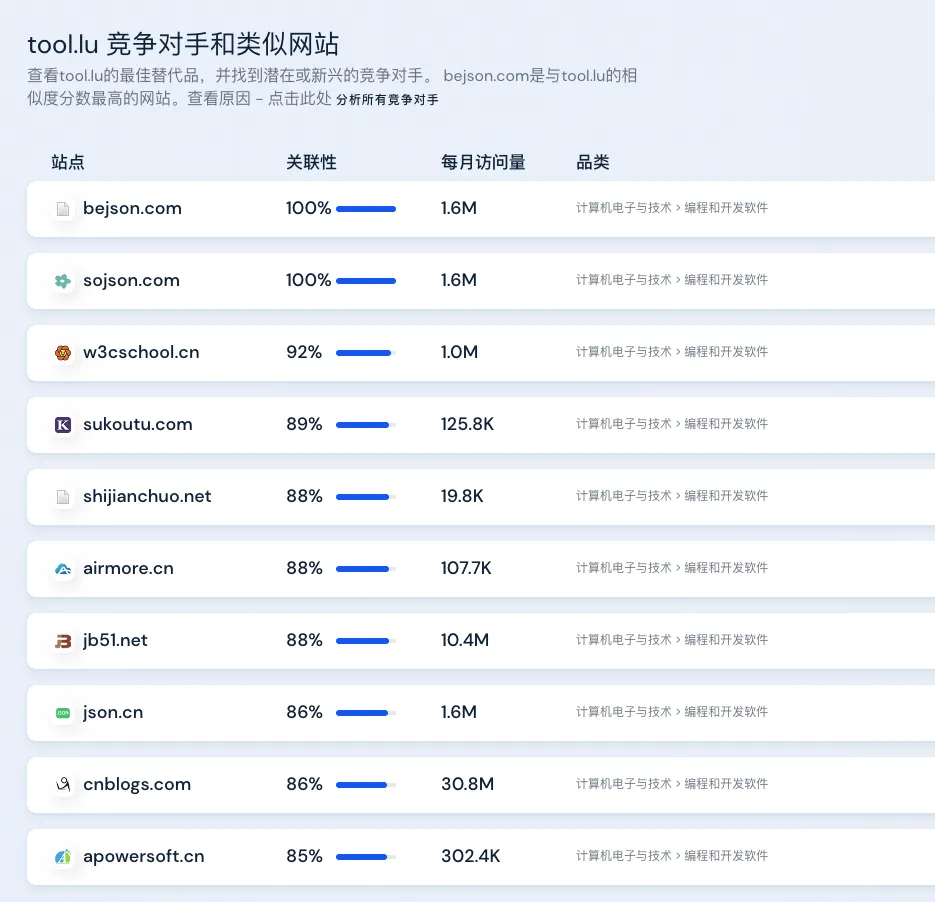 tool.lu 竞争对手和类似网站
查看tool.lu的最佳替代品，并找到潜在或新兴的竞争对手。 bejson.com是与tool.lu的相
似度分数最高的网站。查看原因 – 点击此处 分析所有竞争对手
站点 关联性 每月访问量 品类
bejson.com 100% 1.6M 计算机电子与技术 > 编程和开发软件
sojson.com 100% 1.6M 计算机电子与技术 > 编程和开发软件
w3cschool.cn 92% 1.0M 计算机电子与技术 > 编程和开发软件
K sukoutu.com 89% 125.8K 计算机电子与技术 > 编程和开发软件
shijianchuo.net 88% 19.8K 计算机电子与技术 > 编程和开发软件
airmore.cn 88% 107.7K 计算机电子与技术 > 编程和开发软件
jb51.net 88% 10.4M 计算机电子与技术 > 编程和开发软件
JSON json.cn 86% 1.6M 计算机电子与技术 > 编程和开发软件
cnblogs.com 86% 30.8M 计算机电子与技术 > 编程和开发软件
apowersoft.cn 85% 302.4K 计算机电子与技术 > 编程和开发软件